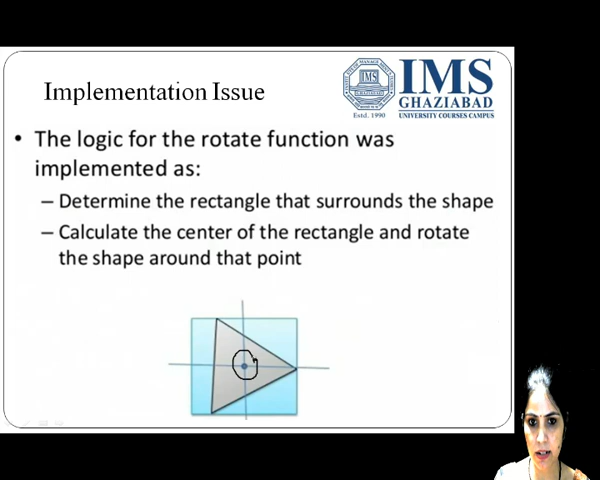 Implementation Issue
IMS
IMS
GHAZIABAD
Estd. 1990
UNIVERSITY COURSES CAMPUS
• The logic for the rotate function was
implemented as:
– Determine the rectangle that surrounds the shape
– Calculate the center of the rectangle and rotate
the shape around that point